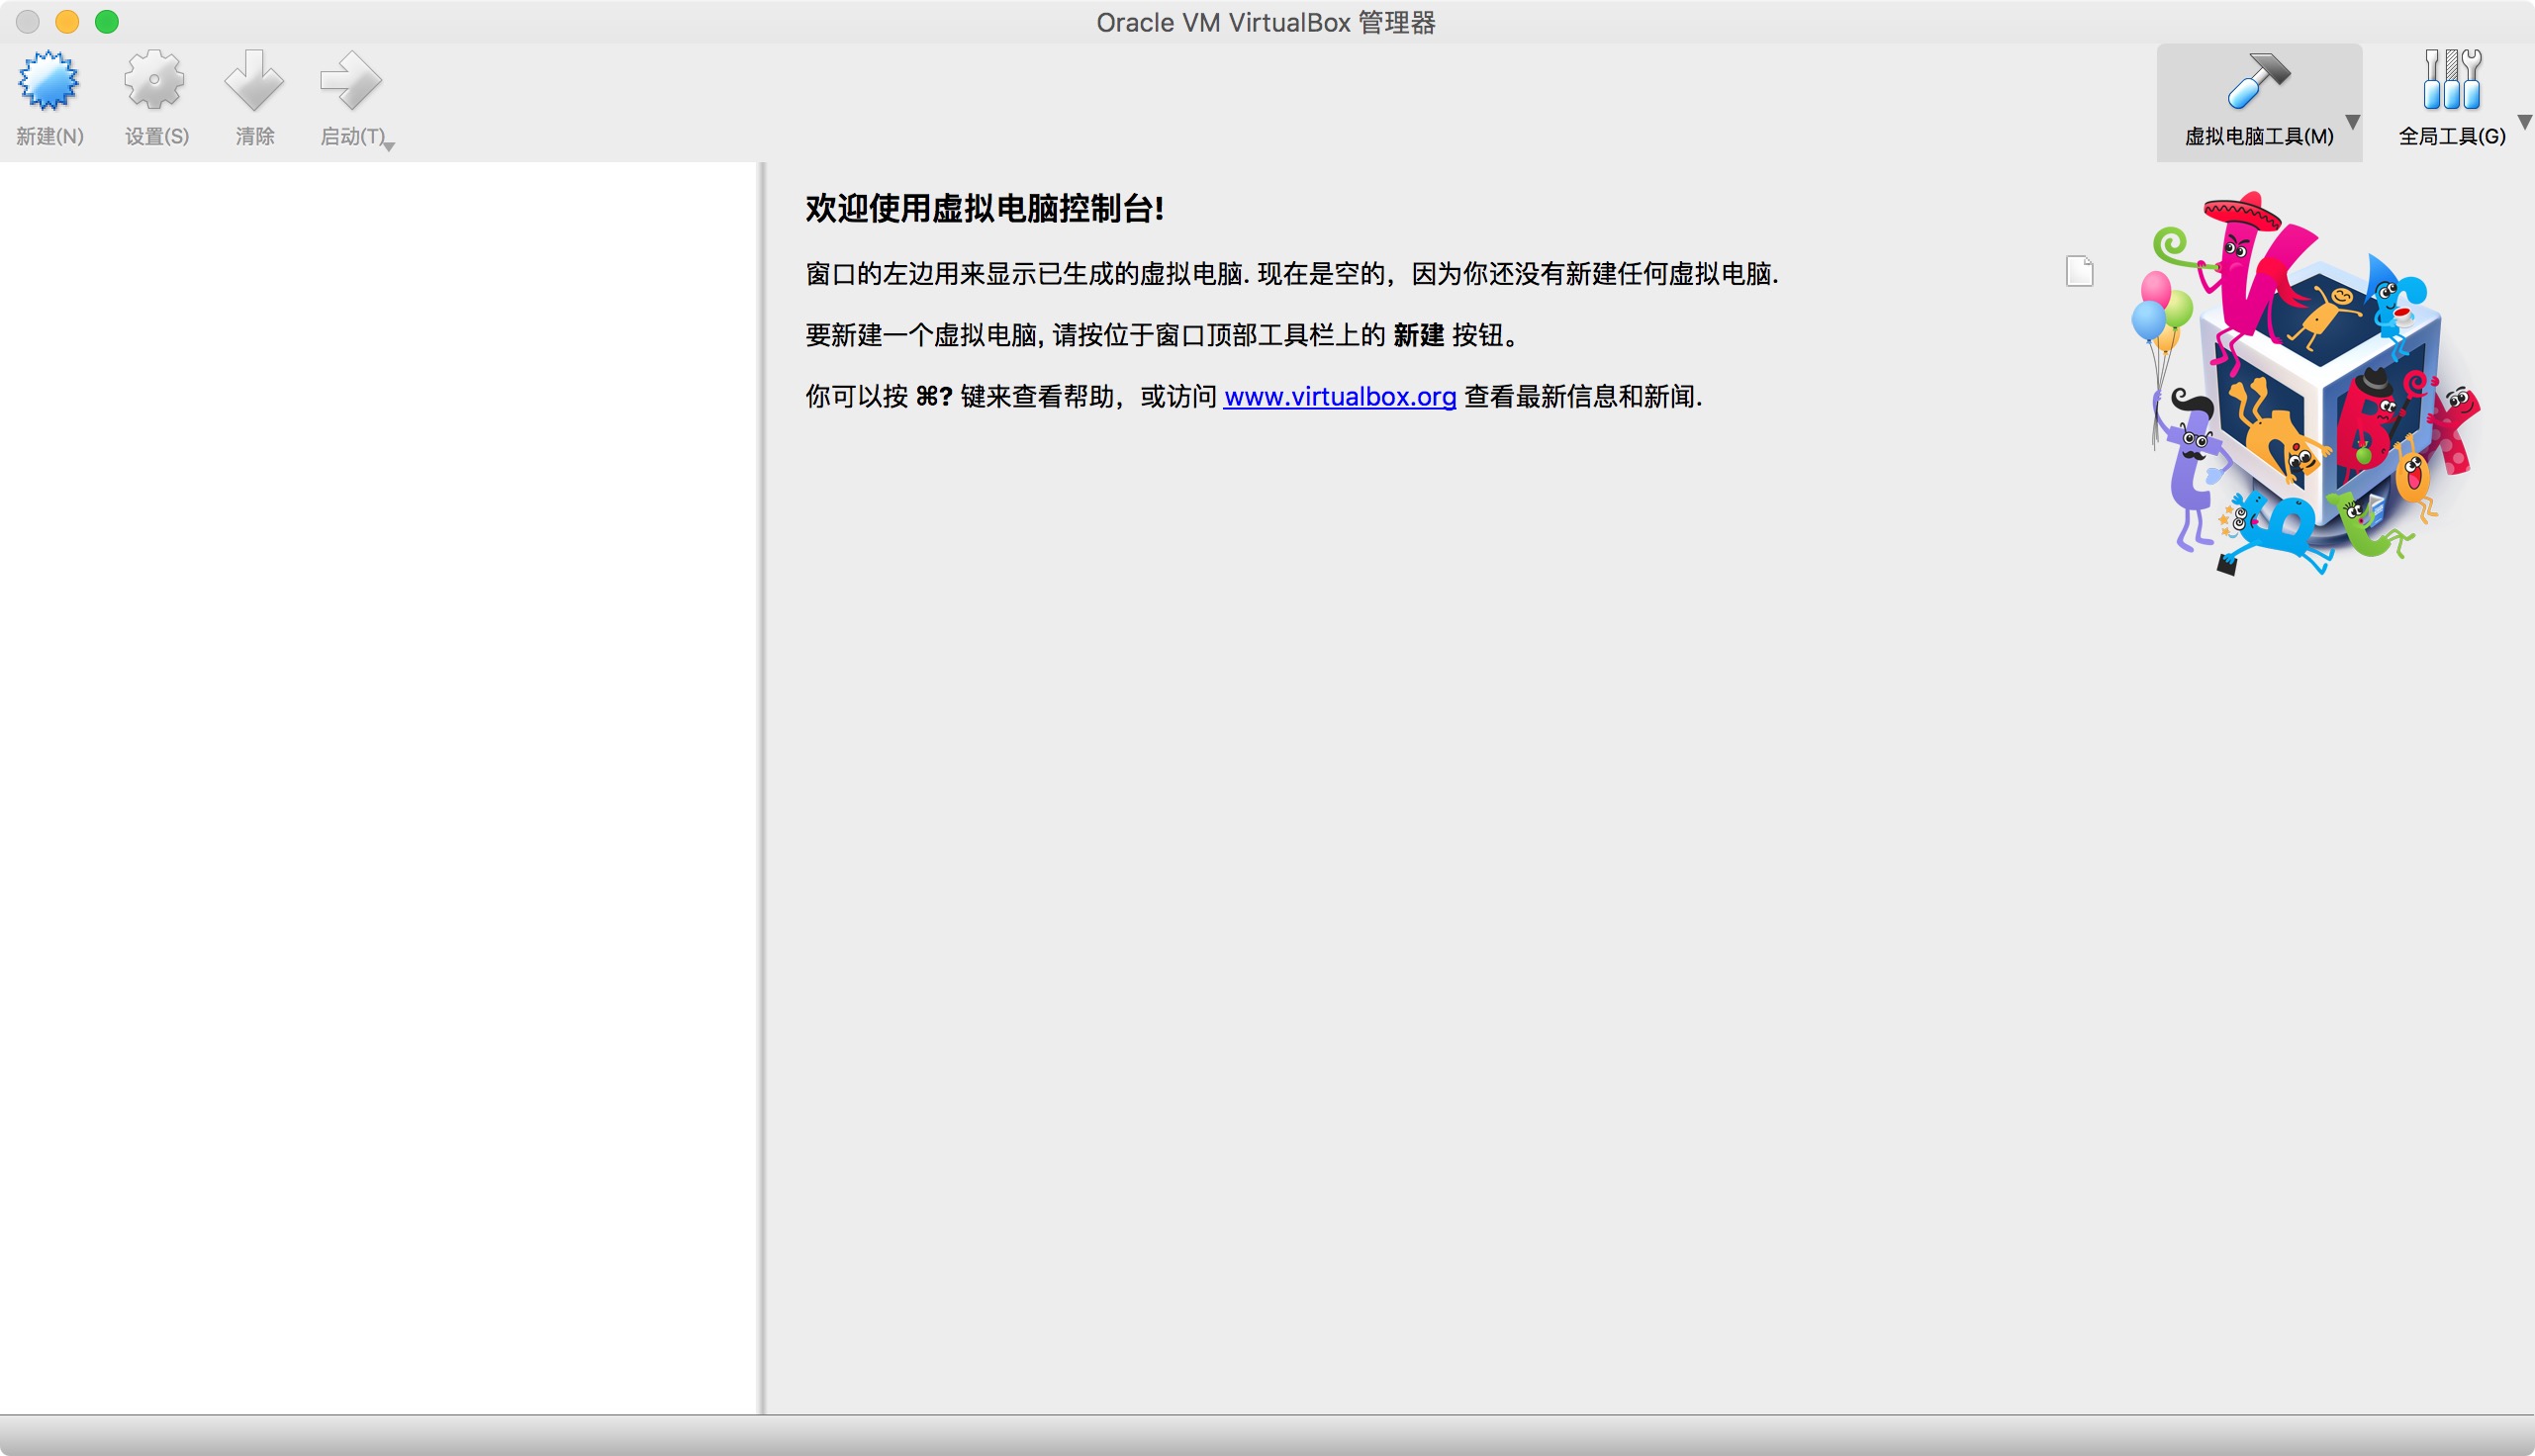 Oracle VM VirtualBox 管理器
新建(N) 设置(S) 清除 启动(T) 虚拟电脑工具(M) 全局工具(G)
欢迎使用虚拟电脑控制台!
窗口的左边用来显示已生成的虚拟电脑. 现在是空的，因为你还没有新建任何虚拟电脑.
要新建一个虚拟电脑, 请按位于窗口顶部工具栏上的 新建 按钮。
你可以按 ⌘? 键来查看帮助，或访问 www.virtualbox.org 查看最新信息和新闻.